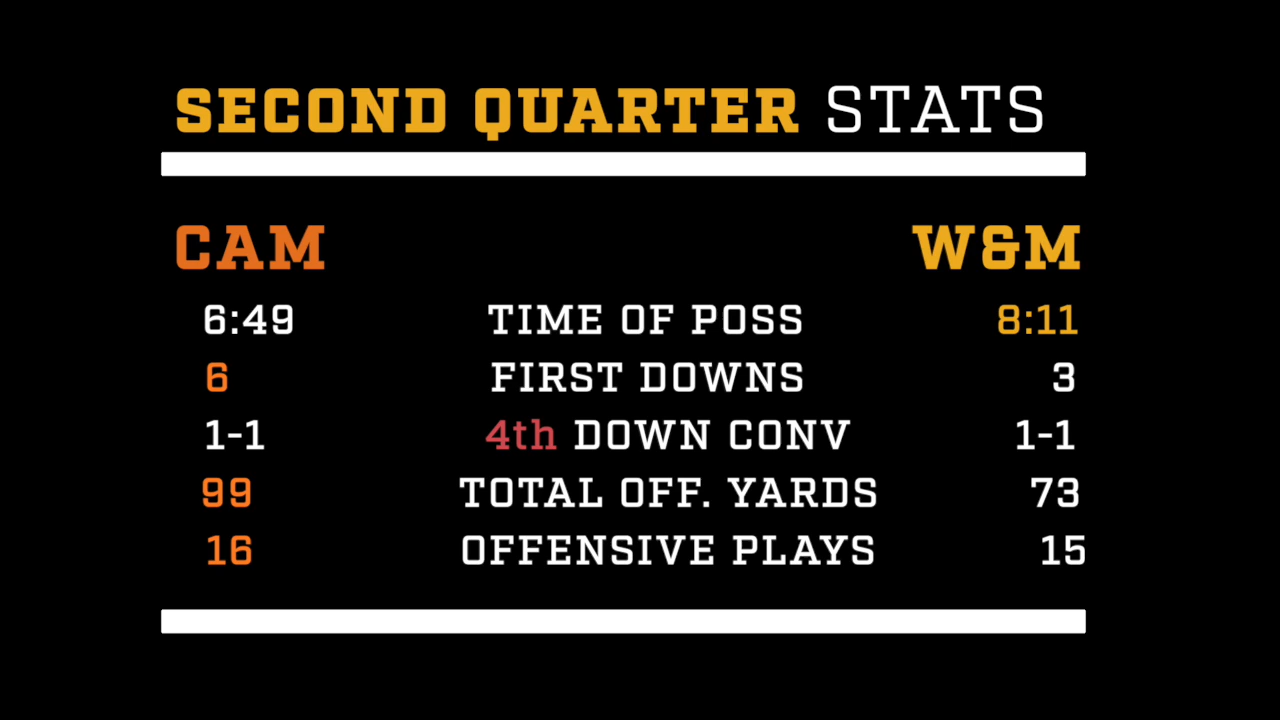 SECOND QUARTER STATS
CAM W&M
6:49 TIME OF POSS 8:11
6 FIRST DOWNS 3
1-1 4th DOWN CONV 1-1
99 TOTAL OFF. YARDS 73
16 OFFENSIVE PLAYS 15